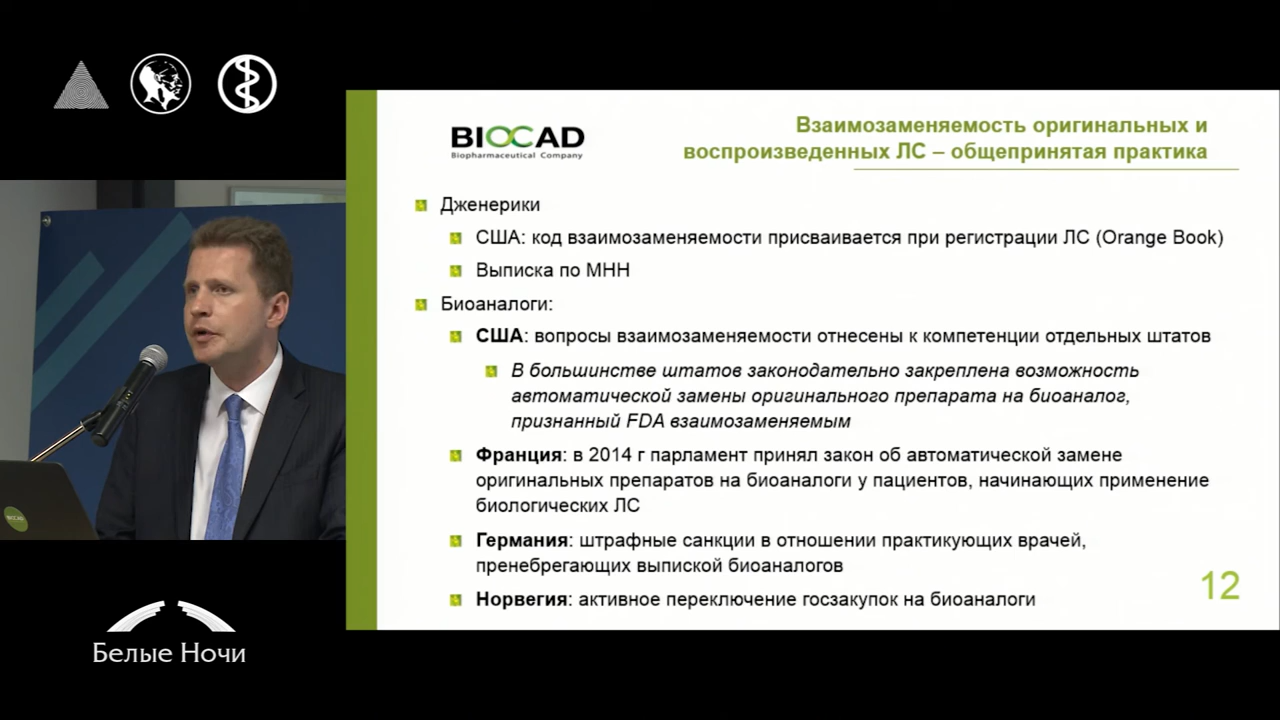 BIOCAD
Biopharmaceutical Company
Взаимозаменяемость оригинальных и
воспроизведенных ЛС – общепринятая практика
Дженерики
США: код взаимозаменяемости присваивается при регистрации ЛС (Orange Book)
Выписка по МНН
Биоаналоги:
США: вопросы взаимозаменяемости отнесены к компетенции отдельных штатов
В большинстве штатов законодательно закреплена возможность
автоматической замены оригинального препарата на биоаналог,
признанный FDA взаимозаменяемым
Франция: в 2014 г парламент принял закон об автоматической замене
оригинальных препаратов на биоаналоги у пациентов, начинающих применение
биологических ЛС
Германия: штрафные санкции в отношении практикующих врачей,
пренебрегающих выпиской биоаналогов
Норвегия: активное переключение госзакупок на биоаналоги
12
BIOCAD
Белые Ночи